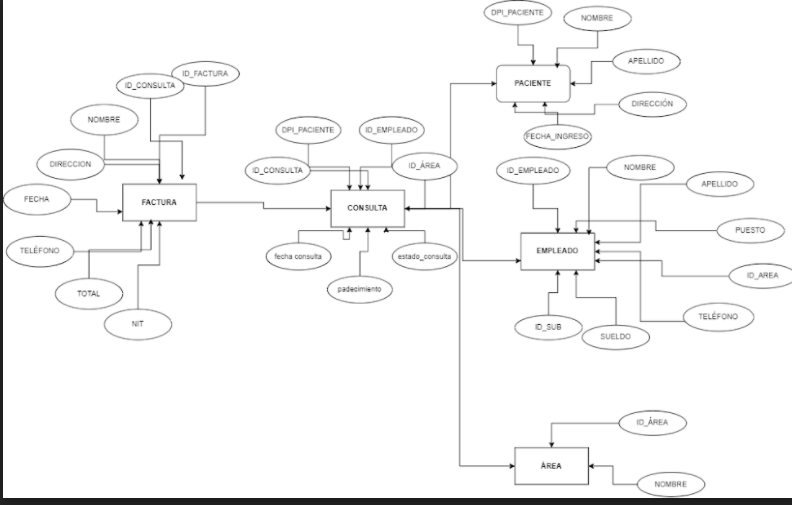 DPI_PACIENTE
NOMBRE
APELLIDO
PACIENTE
DIRECCIÓN
FECHA_INGRESO
ID_FACTURA
ID_CONSULTA
NOMBRE
DIRECCION
FECHA
FACTURA
TELÉFONO
TOTAL
NIT
DPI_PACIENTE
ID_EMPLEADO
ID_CONSULTA
ID_ÁREA
CONSULTA
fecha consulta
estado_consulta
padecimiento
ID_EMPLEADO
NOMBRE
APELLIDO
PUESTO
EMPLEADO
ID_AREA
TELÉFONO
ID_SUB
SUELDO
ID_ÁREA
ÁREA
NOMBRE